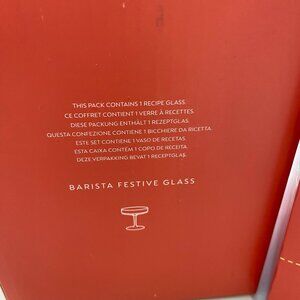 THIS PACK CONTAINS 1 RECIPE GLASS.
CE COFFRET CONTIENT 1 VERRE À RECETTES.
DIESE PACKUNG ENTHÄLT 1 REZEPTGLAS.
QUESTA CONFEZIONE CONTIENE 1 BICCHIERE DA RICETTA.
ESTE SET CONTIENE 1 VASO DE RECETAS.
ESTA CAIXA CONTÉM 1 COPO DE RECEITA.
DEZE VERPAKKING BEVAT 1 RECEPTGLAS.
BARISTA FESTIVE GLASS